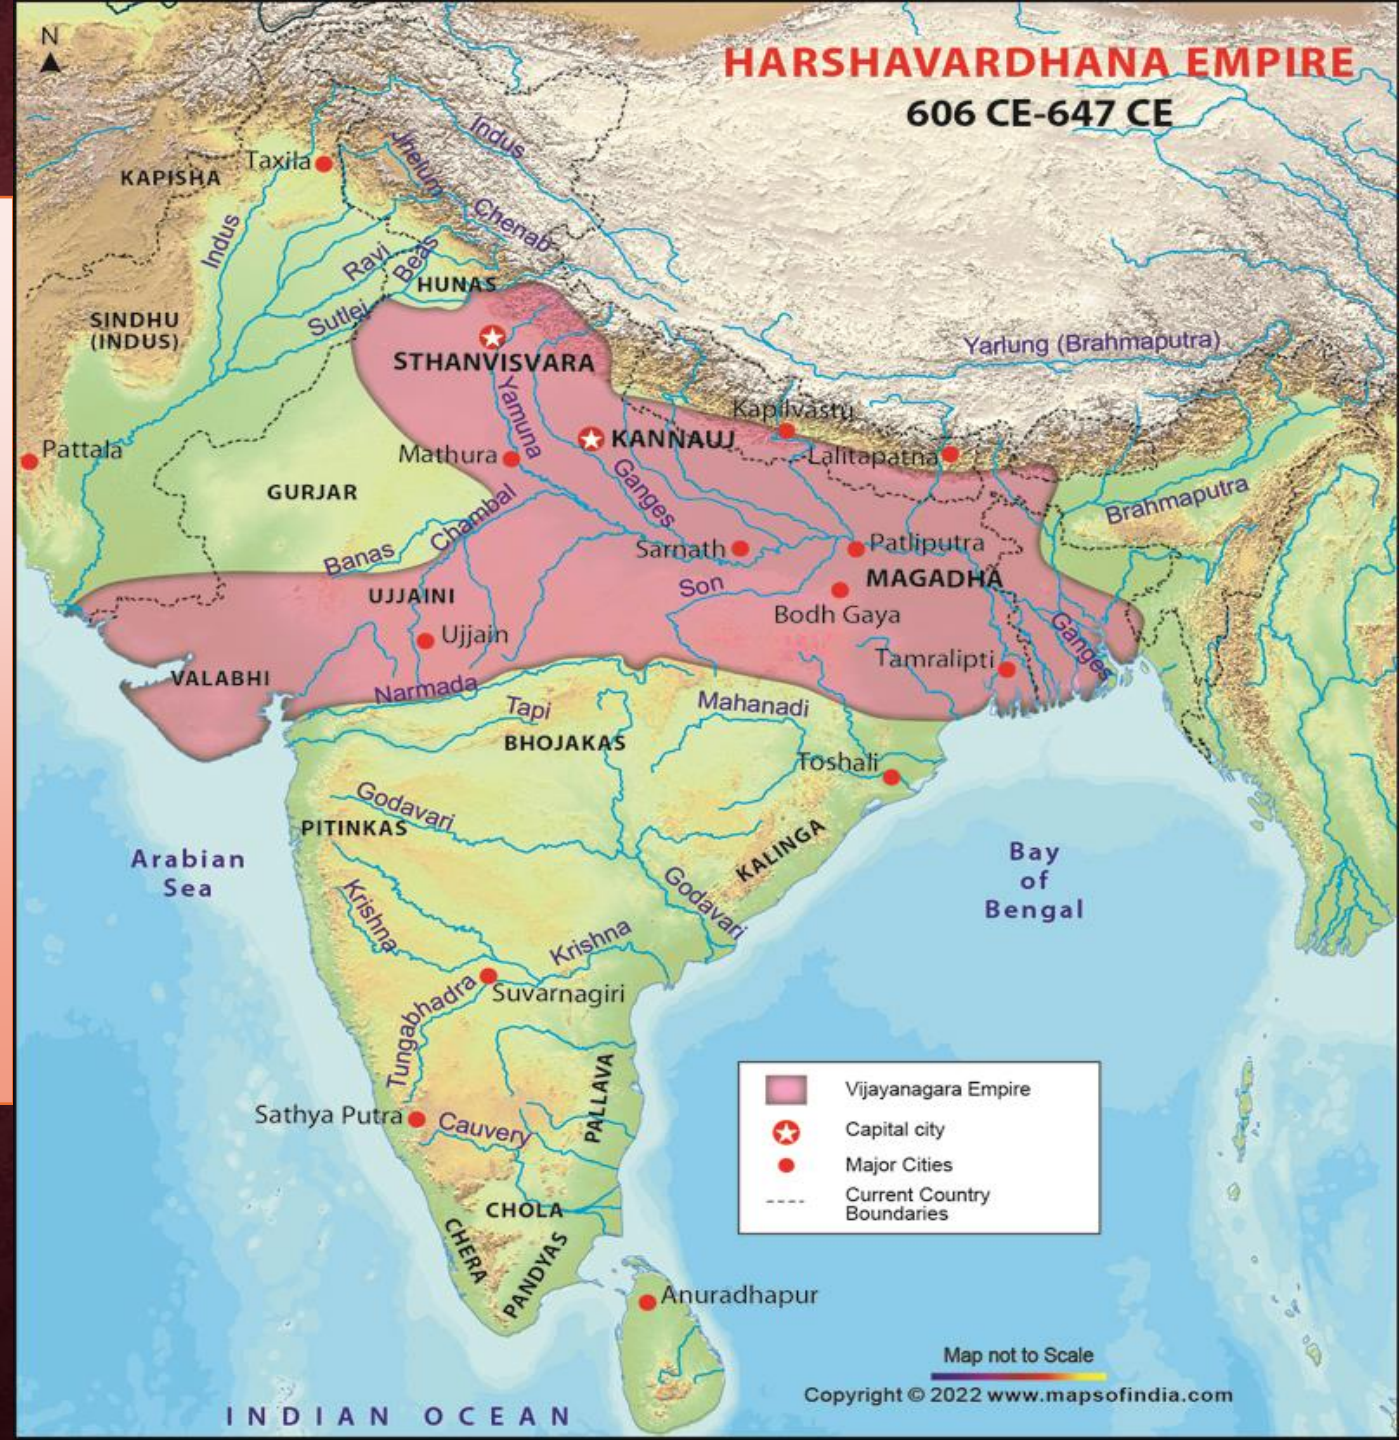 N
HARSHAVARDHANA EMPIRE
606 CE-647 CE
Indus
Jhelum
Taxila
KAPISHA
Chenab
Indus
Ravi
Beas
HUNAS
Sutlej
SINDHU
(INDUS)
Yarlung (Brahmaputra)
STHANVISVARA
Yamuna
Kapilvastu
KANNAUJ
Pattala
Mathura
Lalitapatna
Ganges
GURJAR
Brahmaputra
Chambal
Banas
Sarnath
Patliputra
MAGADHA
Son
UJJAINI
Bodh Gaya
Ujjain
Ganges
Tamralipti
VALABHI
Narmada
Tapi
Mahanadi
BHOJAKAS
Toshali
Godavari
PITINKAS
KALINGA
Arabian
Sea
Bay
of
Bengal
Godavari
Krishna
Krishna
Suvarnagiri
Tungabhadra
PALLAVA
Sathya Putra
Cauvery
Vijayanagara Empire
Capital city
Major Cities
Current Country
Boundaries
CHOLA
CHERA
PANDYAS
Anuradhapur
Map not to Scale
Copyright © 2022 www.mapsofindia.com
INDIAN OCEAN